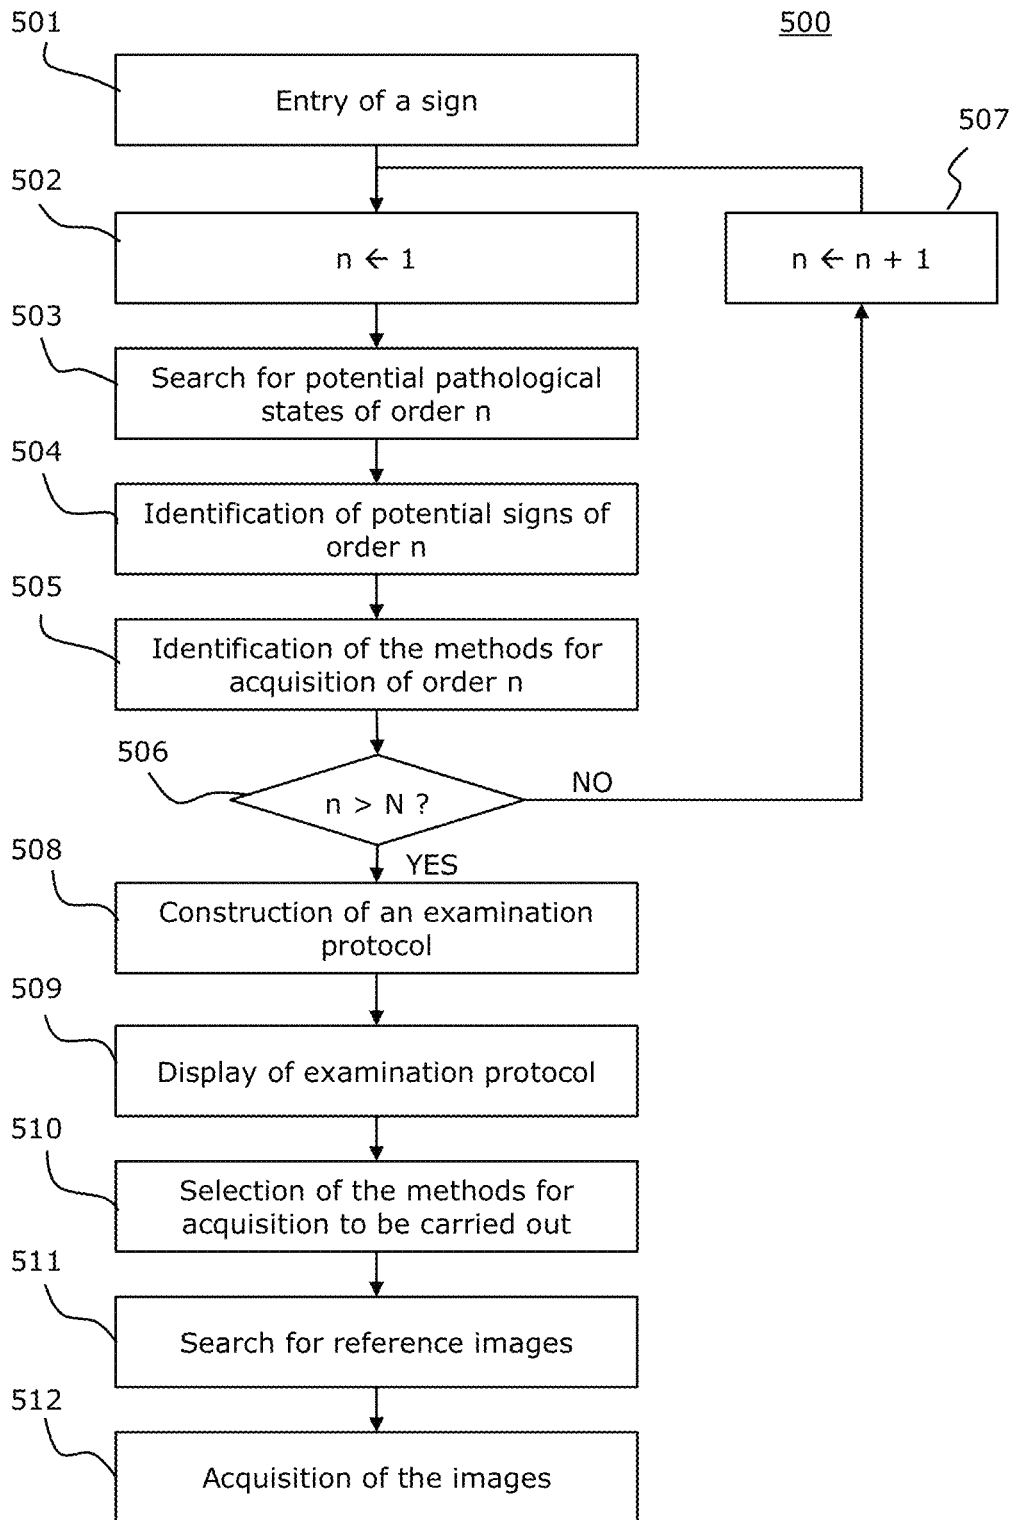 501
500
Entry of a sign
507
502
n ← 1
n ← n + 1
503
Search for potential pathological
states of order n
504
Identification of potential signs of
order n
505
Identification of the methods for
acquisition of order n
506
n > N ?
NO
508
YES
Construction of an examination
protocol
509
Display of examination protocol
510
Selection of the methods for
acquisition to be carried out
511
Search for reference images
512
Acquisition of the images